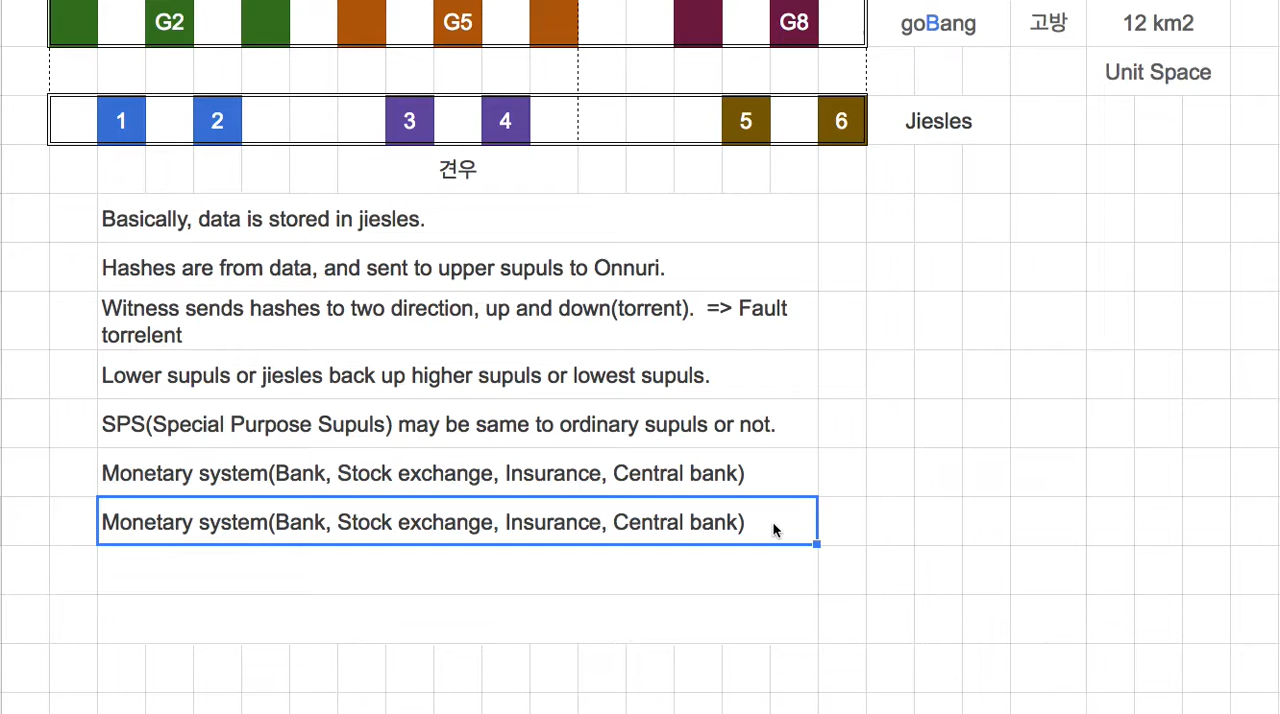 G2 G5 G8 goBang 고방 12 km2
Unit Space
1 2 3 4 5 6 Jiesles
견우
Basically, data is stored in jiesles.
Hashes are from data, and sent to upper supuls to Onnuri.
Witness sends hashes to two direction, up and down(torrent).  => Fault
torrelent
Lower supuls or jiesles back up higher supuls or lowest supuls.
SPS(Special Purpose Supuls) may be same to ordinary supuls or not.
Monetary system(Bank, Stock exchange, Insurance, Central bank)
Monetary system(Bank, Stock exchange, Insurance, Central bank)